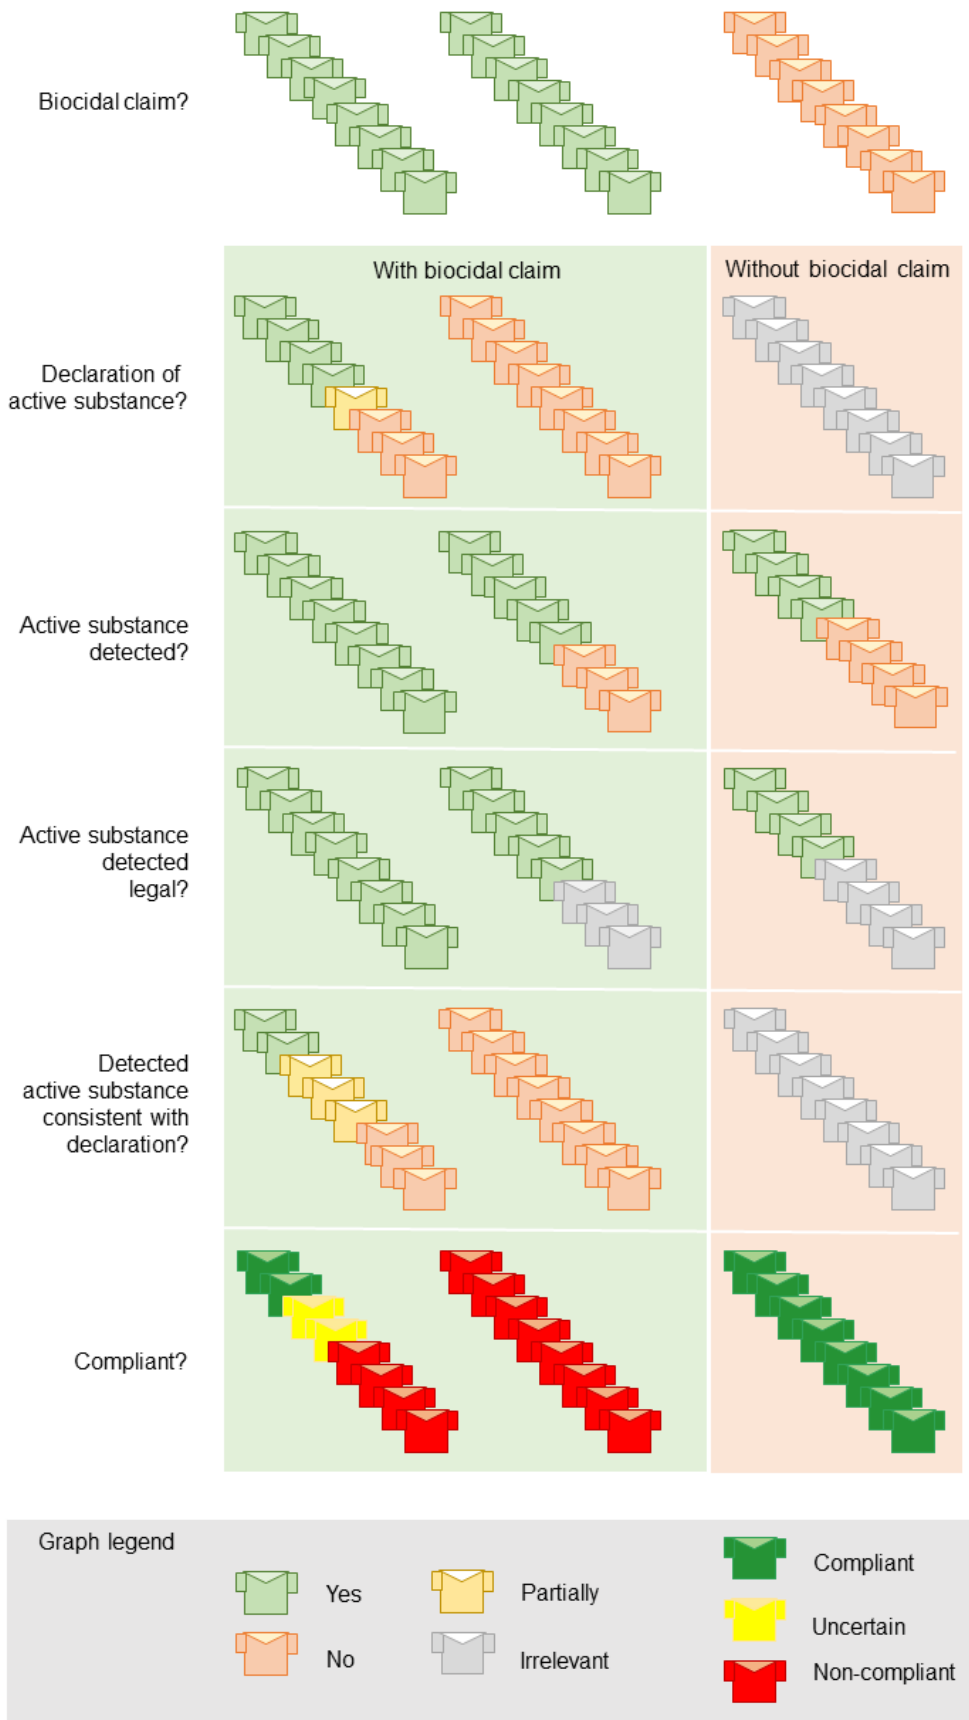 Biocidal claim?
With biocidal claim
Without biocidal claim
Declaration of
active substance?
Active substance
detected?
Active substance
detected
legal?
Detected
active substance
consistent with
declaration?
Compliant?
Graph legend
Yes
No
Partially
Irrelevant
Compliant
Uncertain
Non-compliant